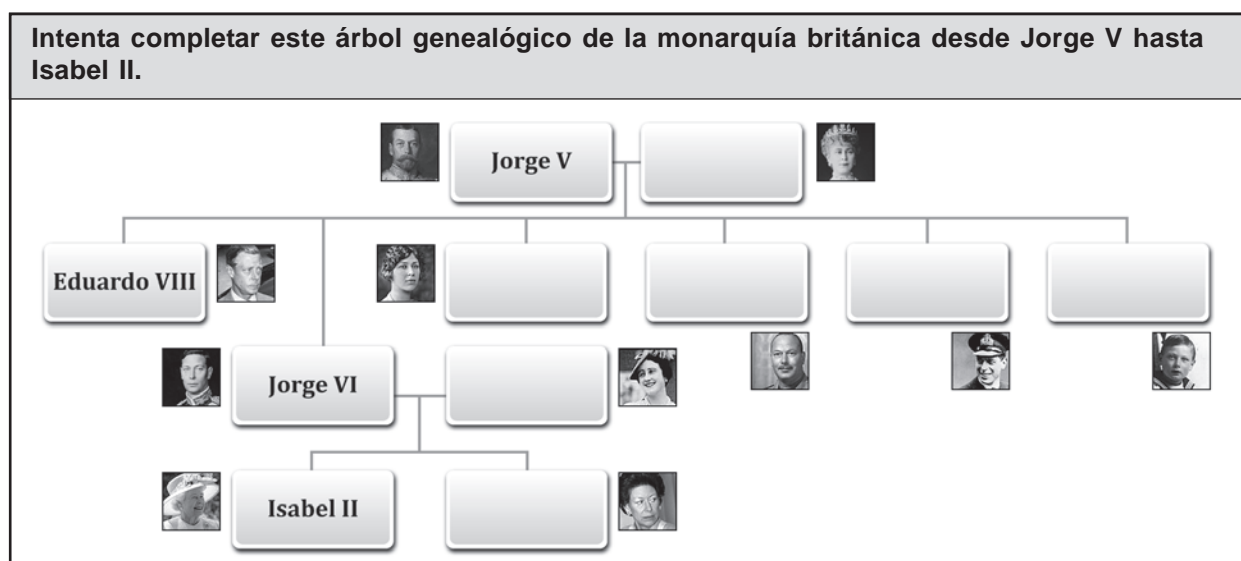 Intenta completar este árbol genealógico de la monarquía británica desde Jorge V hasta
Isabel II.
Jorge V
Eduardo VIII
Jorge VI
Isabel II